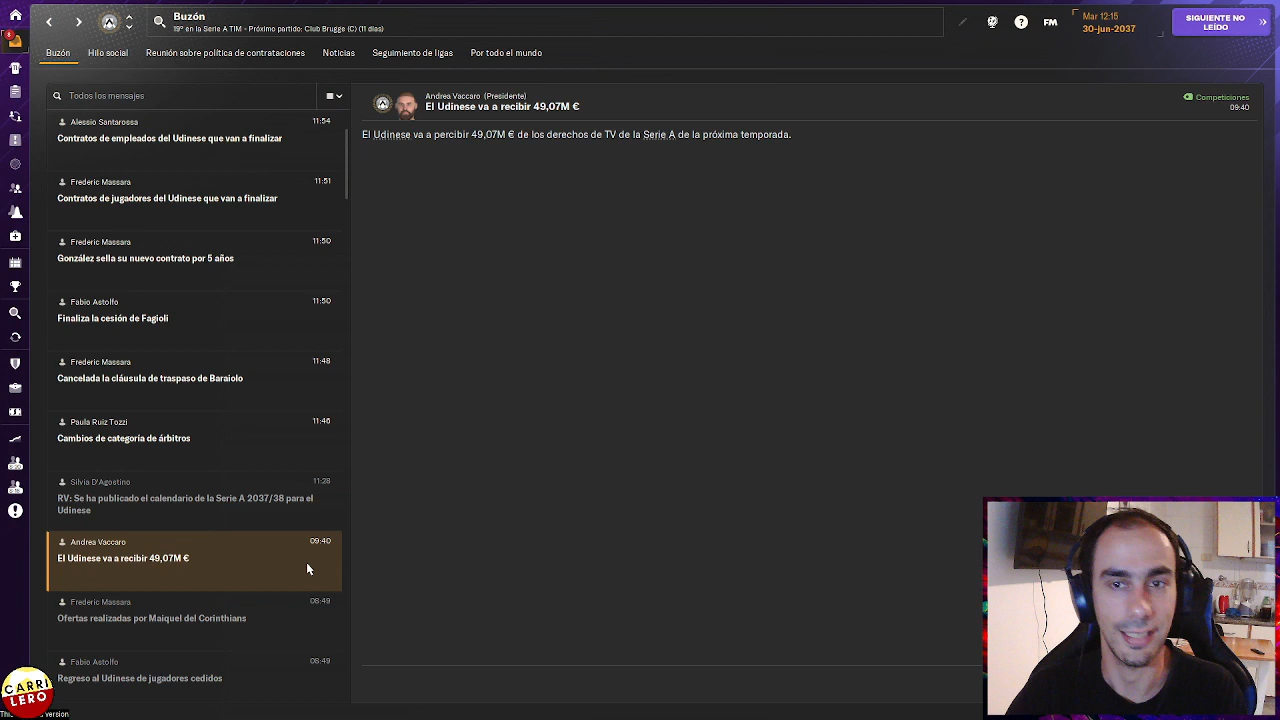 Buzón
19º en la Serie A TIM - Próximo partido: Club Brugge (C) (11 días)
FM
Mar 12:15
30-jun-2037
SIGUIENTE NO LEÍDO
Buzón
Hilo social
Reunión sobre política de contrataciones
Noticias
Seguimiento de ligas
Por todo el mundo
Todos los mensajes
Alessio Santarossa 11:54
Contratos de empleados del Udinese que van a finalizar
Frederic Massara 11:51
Contratos de jugadores del Udinese que van a finalizar
Frederic Massara 11:50
González sella su nuevo contrato por 5 años
Fabio Astolfo 11:50
Finaliza la cesión de Fagioli
Frederic Massara 11:48
Cancelada la cláusula de traspaso de Baraiolo
Paula Ruiz Tozzi 11:46
Cambios de categoría de árbitros
Silvia D'Agostino 11:28
RV: Se ha publicado el calendario de la Serie A 2037/38 para el
Udinese
Andrea Vaccaro 09:40
El Udinese va a recibir 49,07M €
Frederic Massara 08:49
Ofertas realizadas por Maiquel del Corinthians
Fabio Astolfo 08:49
Regreso al Udinese de jugadores cedidos
Andrea Vaccaro (Presidente)
El Udinese va a recibir 49,07M €
Competiciones
09:40
El Udinese va a percibir 49,07M € de los derechos de TV de la Serie A de la próxima temporada.
CARRI
LERO